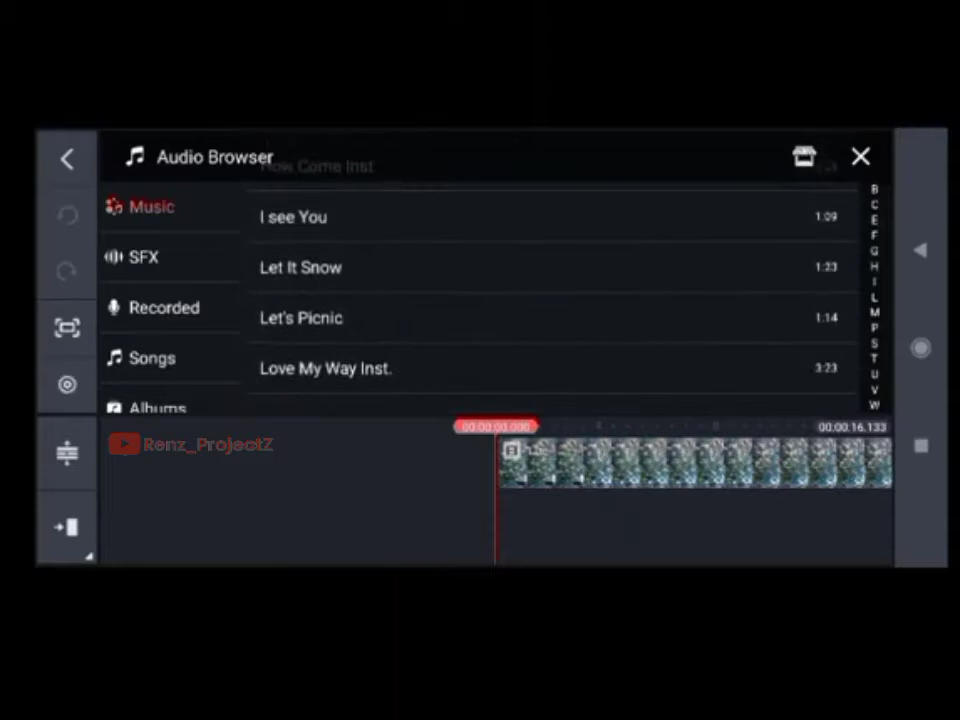 Audio Browser
How Come Inst
Music
I see You 1:09
SFX
Let It Snow 1:23
Recorded
Let's Picnic 1:14
Songs
Love My Way Inst. 3:23
Albums
B
C
E
F
G
H
I
L
M
P
S
T
U
V
W
00:00:00.000
00:00:16.133
Renz_ProjectZ